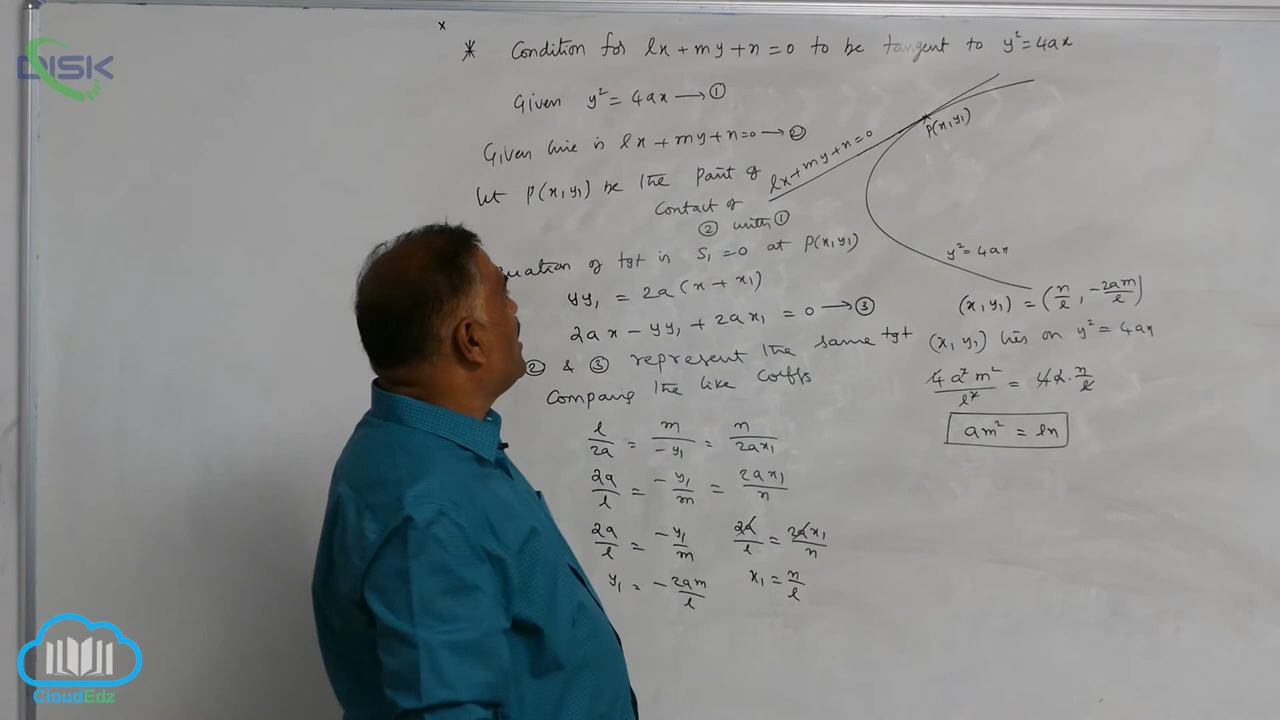 DISK
* Condition for lx + my + n = 0 to be tangent to y² = 4ax
Given y² = 4ax → ①
Given line is lx + my + n = 0 → ②
let P(x₁ y₁) be the point of
contact of
② with ①
Equation of tgt is S₁ = 0 at P(x₁ y₁)
yy₁ = 2a (x + x₁)
2ax - yy₁ + 2ax₁ = 0 → ③
② & ③ represent the same tgt
Comparing the like coeffs
l/2a = m/-y₁ = n/2ax₁
2a/l = -y₁/m = 2ax₁/n
2a/l = -y₁/m 2a/l = 2ax₁/n
y₁ = -2am/l x₁ = n/l
lx + my + n = 0
P(x₁ y₁)
y² = 4ax
(x₁ y₁) = (n/l, -2am/l)
(x₁ y₁) lies on y² = 4ax
4a²m²/l² = 4a · n/l
am² = ln
CloudEdz